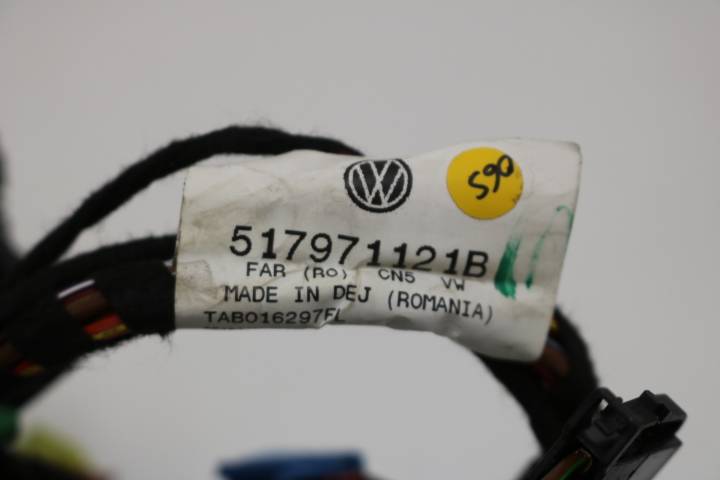 VW
590
517971121B
FAR (RO) CN5 VW
MADE IN DEJ (ROMANIA)
TAB016297FL